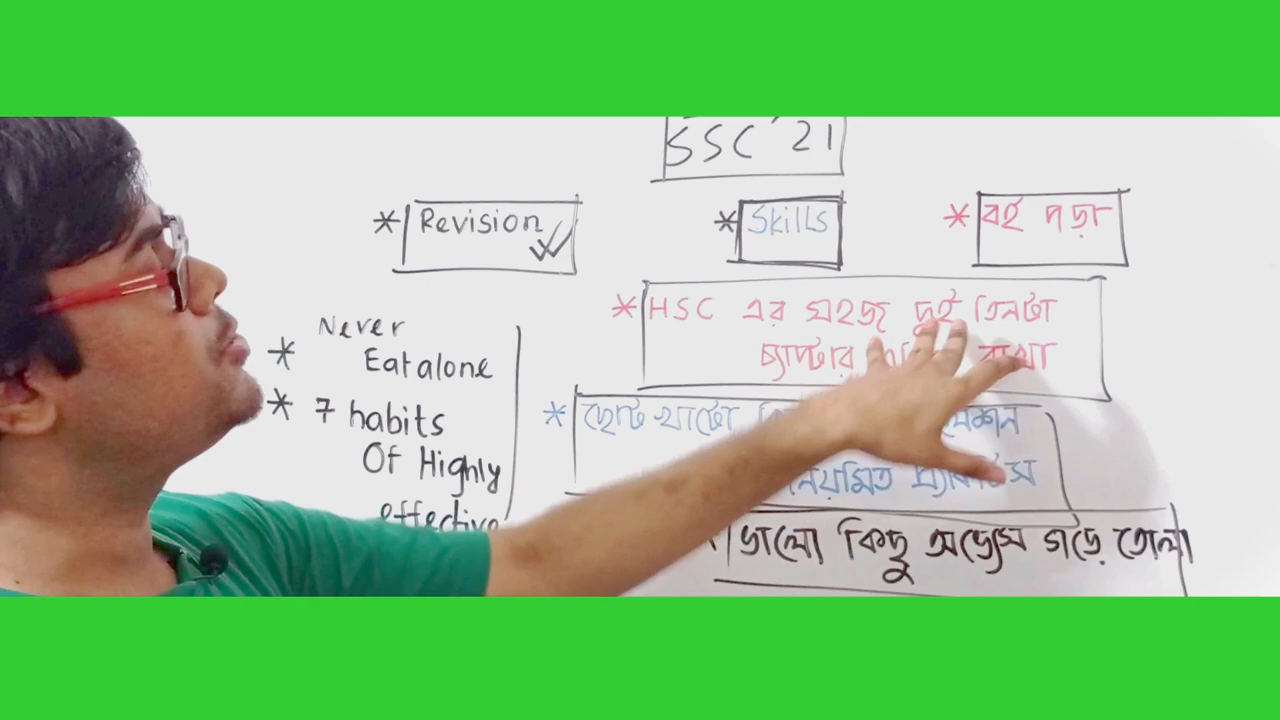 SSC '21
* Revision
* Skills
* বই পড়া
* HSC এর সহজ দুই তিনটা
চ্যাপ্টার রাখা
* Never
Eat alone
* 7 habits
Of Highly
effective
* ছোট খাটো
নিয়মিত প্র্যাকটিস
ভালো কিছু অভ্যেস গড়ে তোলা